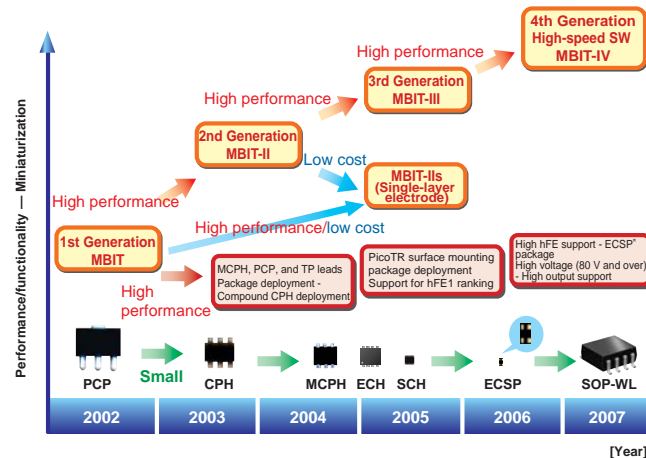 4th Generation
High-speed SW
MBIT-IV
High performance
3rd Generation
MBIT-III
High performance
2nd Generation
MBIT-II
Low cost
MBIT-IIs
(Single-layer
electrode)
High performance
High performance/low cost
1st Generation
MBIT
High
performance
MCPH, PCP, and TP leads
Package deployment -
Compound CPH deployment
PicoTR surface mounting
package deployment
Support for hFE1 ranking
High hFE support - ECSP*
package
High voltage (80 V and over)
- High output support
Performance/functionality — Miniaturization
Small
PCP
CPH
MCPH
ECH
SCH
ECSP
SOP-WL
2002
2003
2004
2005
2006
2007
[Year]